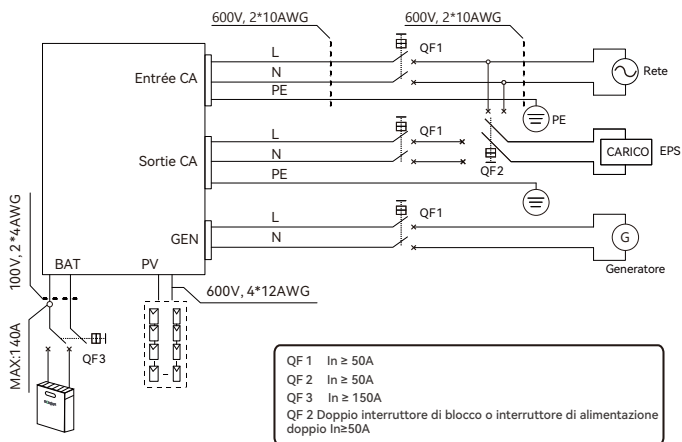 600V, 2*10AWG
600V, 2*10AWG
L
N
PE
Entrée CA
QF1
Rete
PE
L
N
PE
Sortie CA
QF1
QF2
CARICO
EPS
L
N
GEN
QF1
G
Generatore
BAT
PV
100V, 2*4AWG
600V, 4*12AWG
MAX:140A
QF3
QF 1 In ≥ 50A
QF 2 In ≥ 50A
QF 3 In ≥ 150A
QF 2 Doppio interruttore di blocco o interruttore di alimentazione
doppio In≥50A